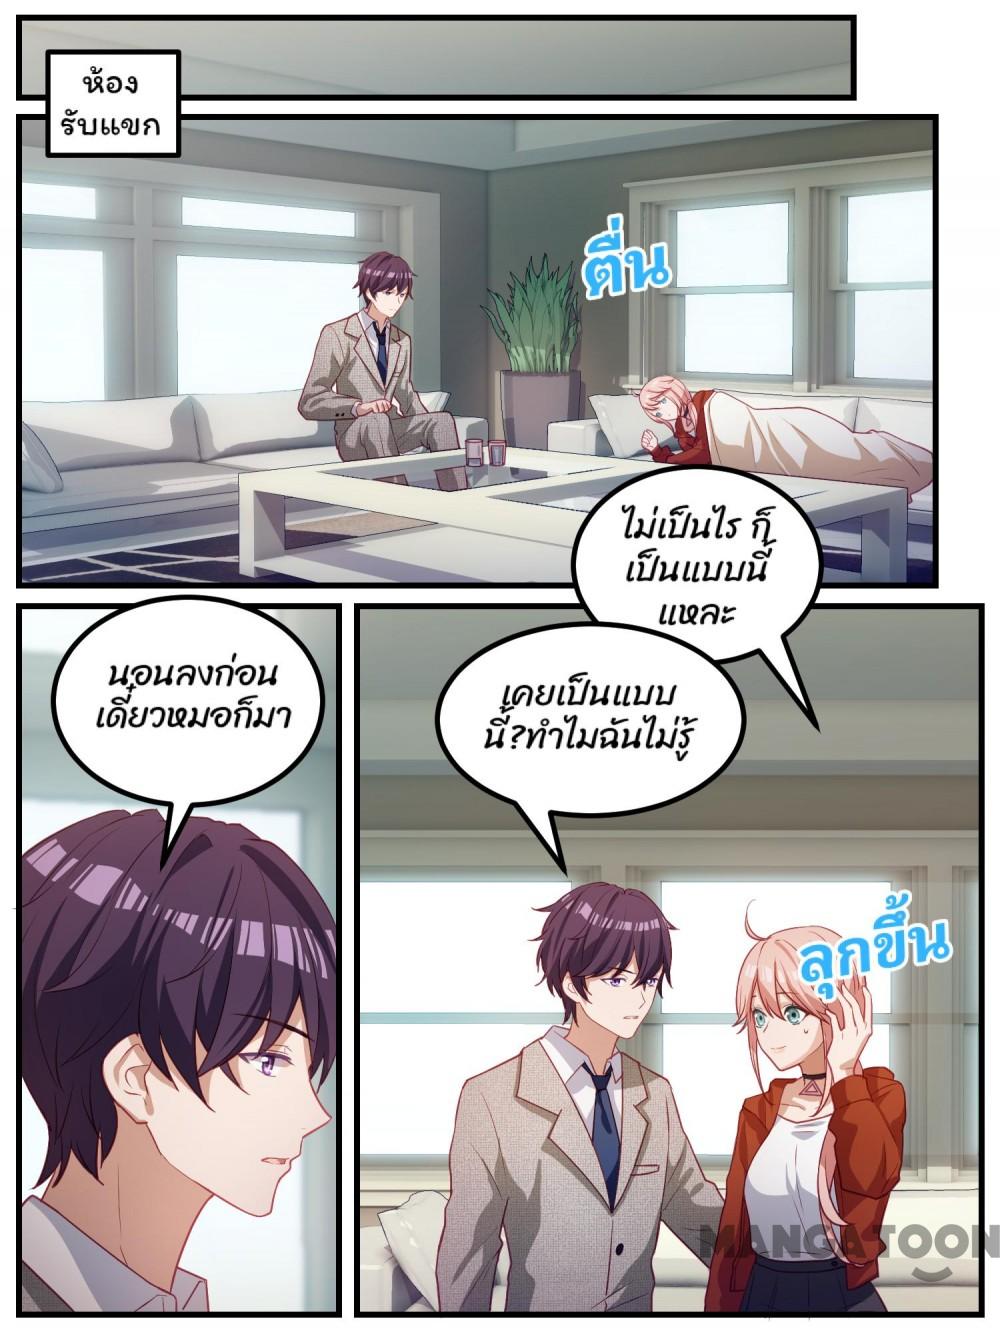 ห้อง
รับแขก
ตื่น
นอนลงก่อน
เดี๋ยวหมอก็มา
ไม่เป็นไร ก็
เป็นแบบนี้
แหละ
เคยเป็นแบบ
นี้?ทำไมฉันไม่รู้
ลุกขึ้น
MANGATOON